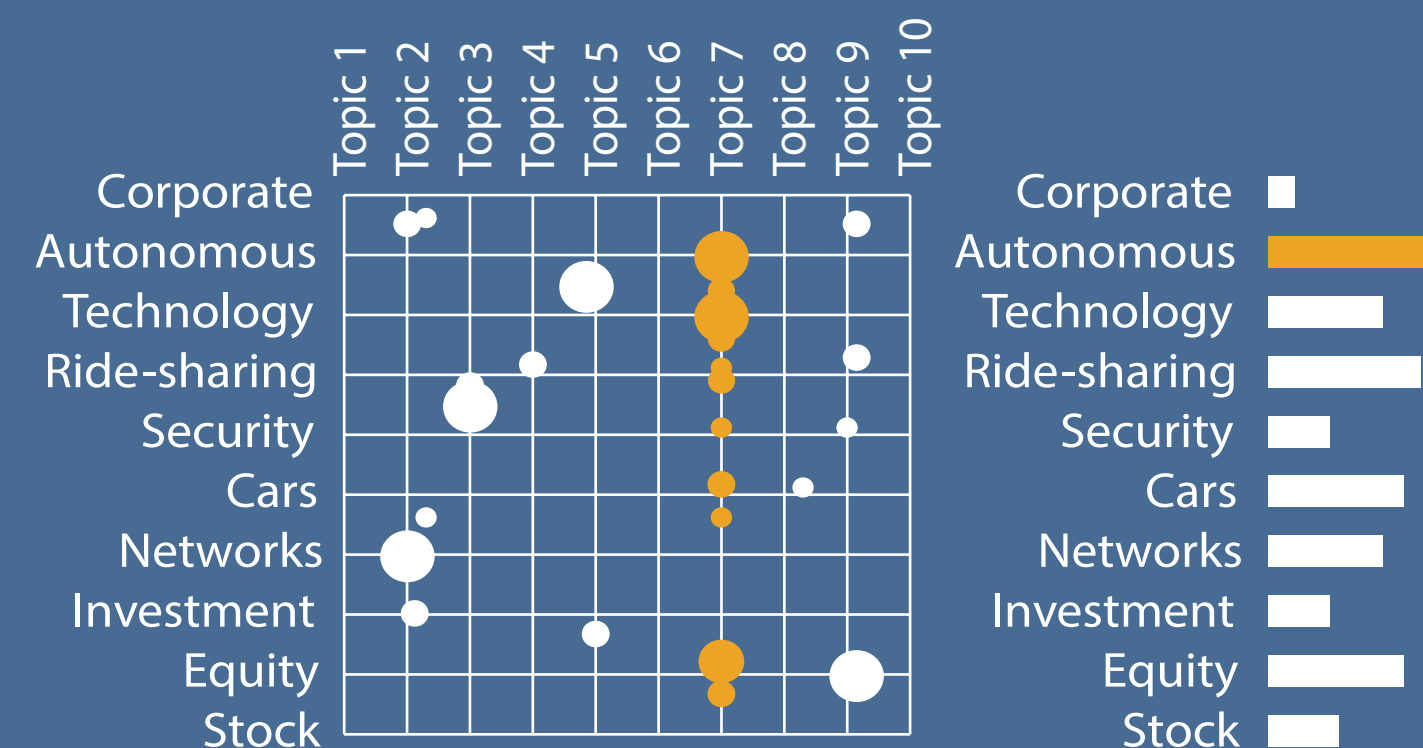 Topic 1
Topic 2
Topic 3
Topic 4
Topic 5
Topic 6
Topic 7
Topic 8
Topic 9
Topic 10
Corporate
Autonomous
Technology
Ride-sharing
Security
Cars
Networks
Investment
Equity
Stock
Corporate
Autonomous
Technology
Ride-sharing
Security
Cars
Networks
Investment
Equity
Stock